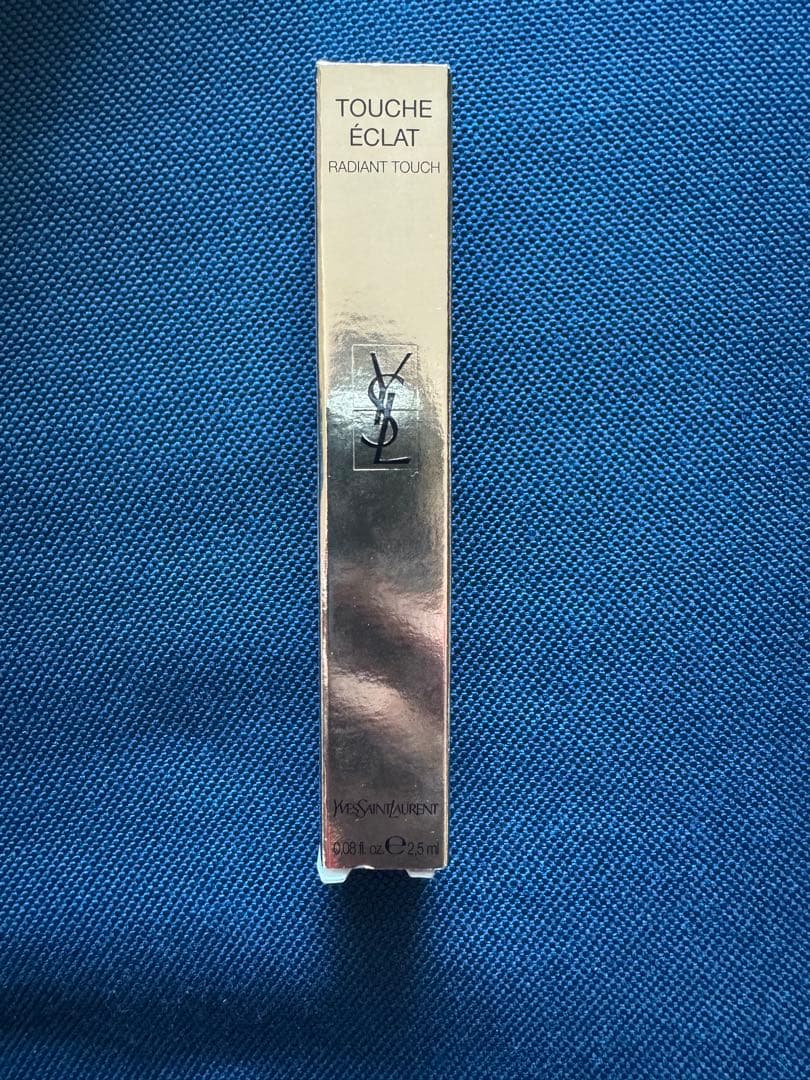 TOUCHE
ÉCLAT
RADIANT TOUCH
YSL
YVESSAINTLAURENT
0,08 fl. oz. ℮ 2,5 ml